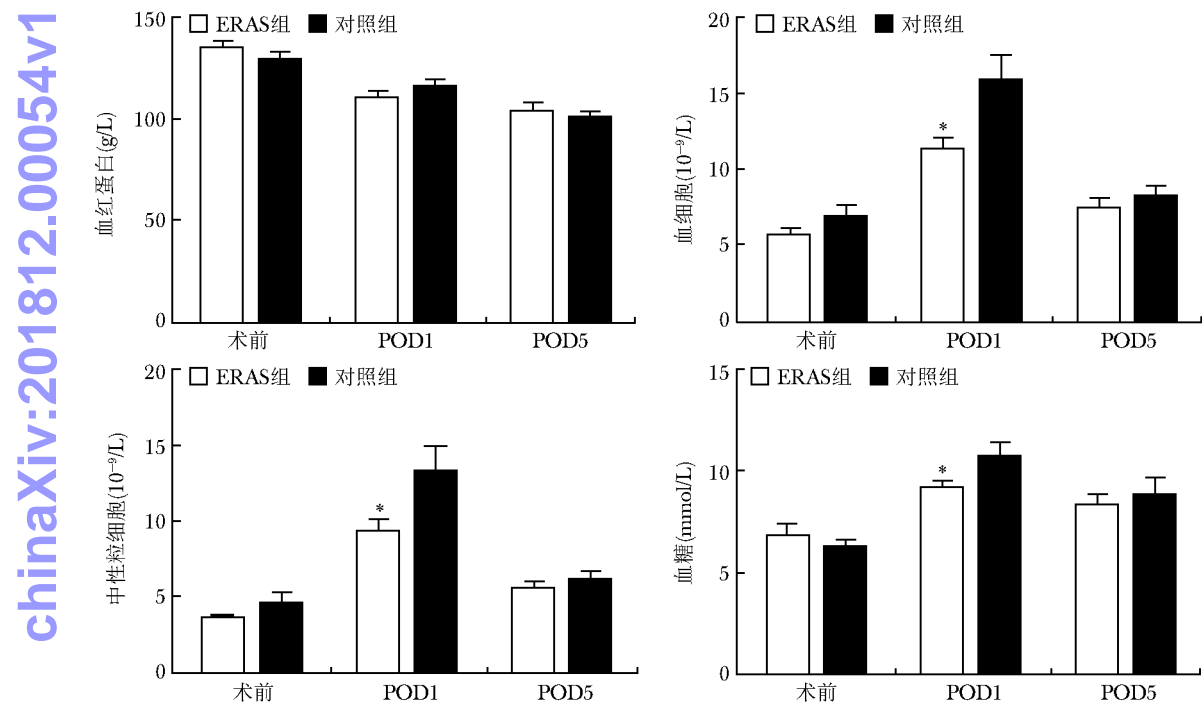 chinaXiv:201812.00054v1
ERAS组 对照组
血红蛋白(g/L)
150
100
50
0
术前 POD1 POD5
ERAS组 对照组
血细胞(10⁻⁹/L)
20
15
10
5
0
*
术前 POD1 POD5
ERAS组 对照组
中性粒细胞(10⁻⁹/L)
20
15
10
5
0
*
术前 POD1 POD5
ERAS组 对照组
血糖(mmol/L)
15
10
5
0
*
术前 POD1 POD5